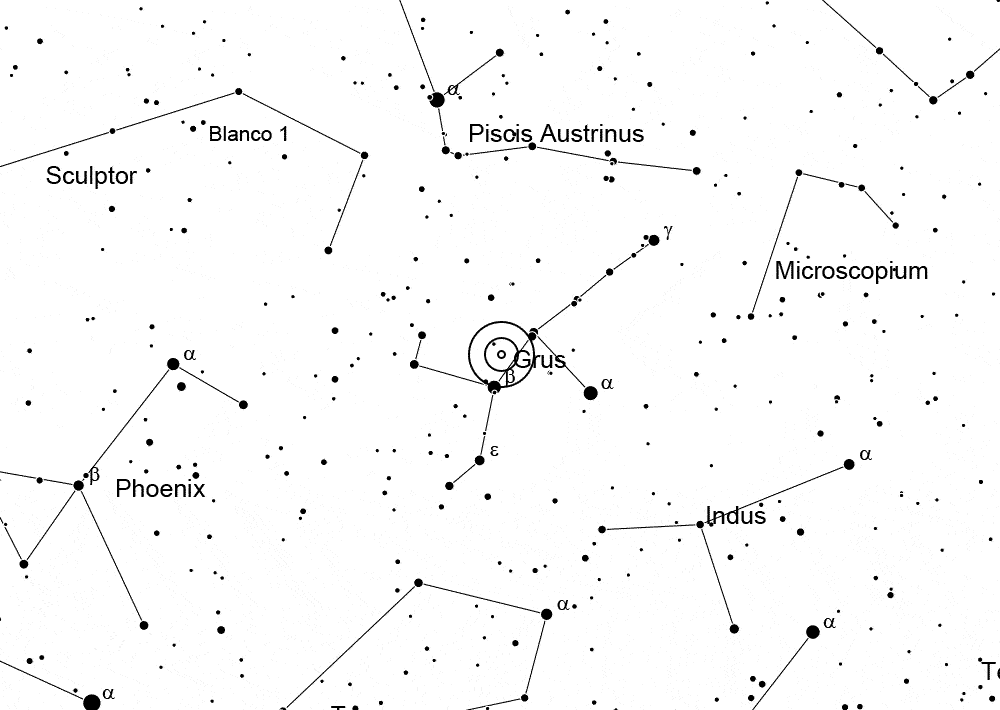 α
Blanco 1
Piscis Austrinus
Sculptor
γ
Microscopium
α
Grus
β
α
ε
α
β
Phoenix
Indus
α
α
α